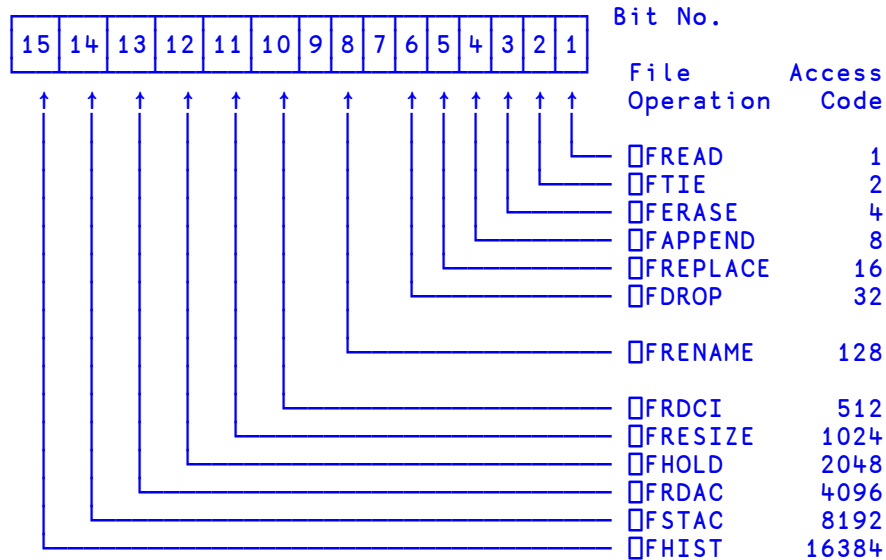 Bit No.
15 14 13 12 11 10 9 8 7 6 5 4 3 2 1
File Access
Operation Code
⎕FREAD 1
⎕FTIE 2
⎕FERASE 4
⎕FAPPEND 8
⎕FREPLACE 16
⎕FDROP 32
⎕FRENAME 128
⎕FRDCI 512
⎕FRESIZE 1024
⎕FHOLD 2048
⎕FRDAC 4096
⎕FSTAC 8192
⎕FHIST 16384